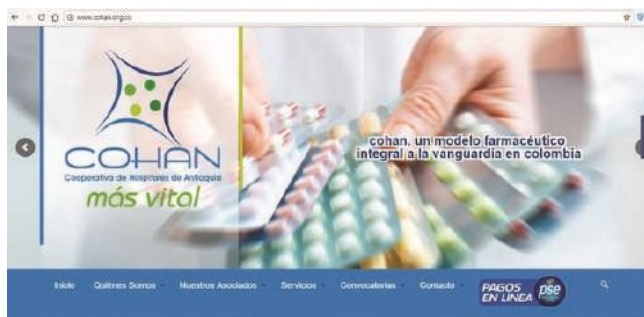 www.cohan.org.co
COHAN
Cooperativa de Hospitales de Antioquia
más vital
cohan, un modelo farmacéutico
integral a la vanguardia en colombia
Inicio Quiénes Somos Nuestros Asociados Servicios Convocatorias Contacto PAGOS EN LINEA pse